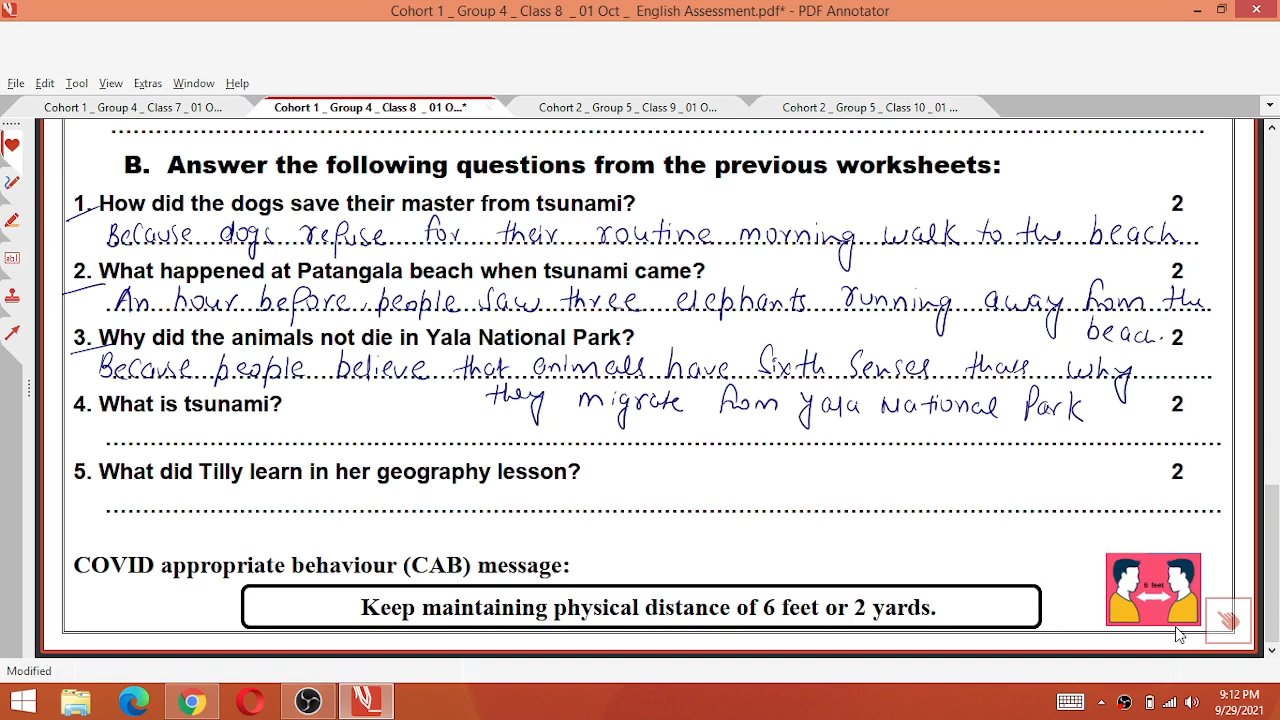 Cohort 1 _ Group 4 _ Class 8 _ 01 Oct _ English Assessment.pdf* - PDF Annotator
File Edit Tool View Extras Window Help
Cohort 1 _ Group 4 _ Class 7 _ 01 O... Cohort 1 _ Group 4 _ Class 8 _ 01 O...* Cohort 2 _ Group 5 _ Class 9 _ 01 O... Cohort 2 _ Group 5 _ Class 10 _ 01 ...
B. Answer the following questions from the previous worksheets:
1. How did the dogs save their master from tsunami? 2
Because dogs refuse for their routine morning walk to the beach
2. What happened at Patangala beach when tsunami came? 2
An hour before, people saw three elephants running away from the
beach.
3. Why did the animals not die in Yala National Park? 2
Because people believe that animals have sixth senses thats why
they migrate from yala National Park
4. What is tsunami? 2
5. What did Tilly learn in her geography lesson? 2
COVID appropriate behaviour (CAB) message:
6 feet
Keep maintaining physical distance of 6 feet or 2 yards.
Modified
9:12 PM
9/29/2021